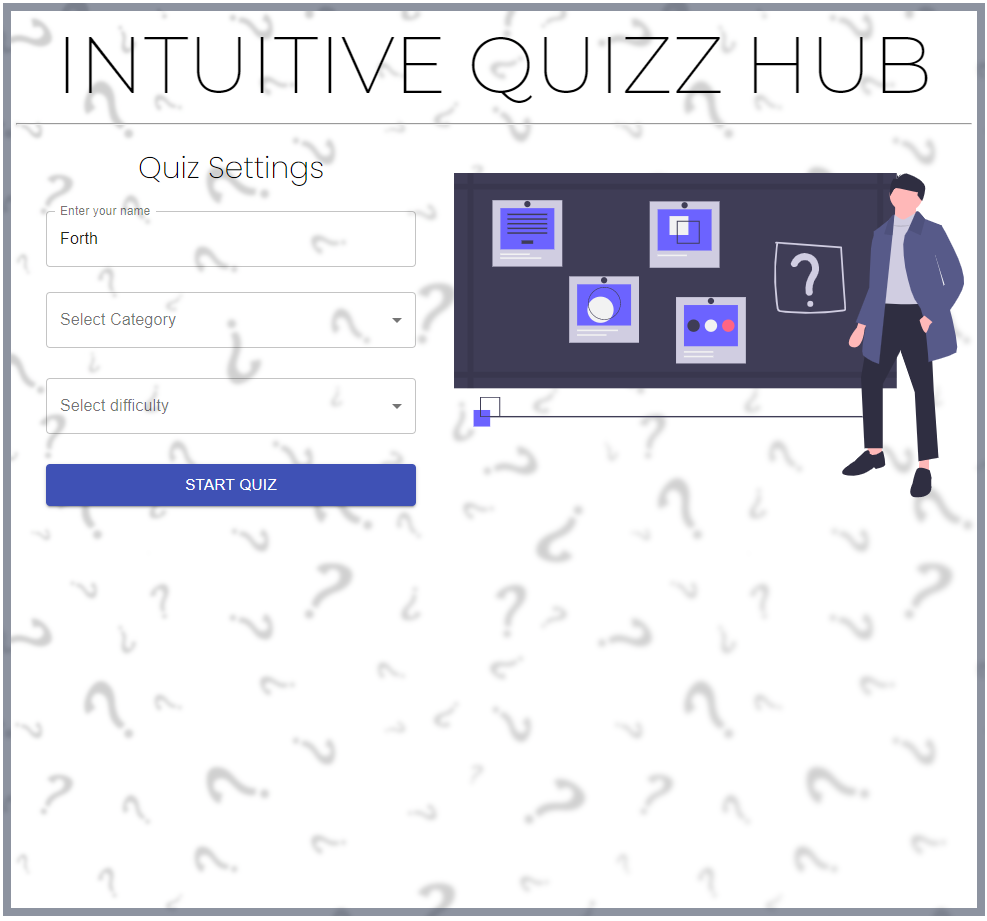 INTUITIVE QUIZZ HUB
Quiz Settings
Enter your name
Forth
Select Category
Select difficulty
START QUIZ
?